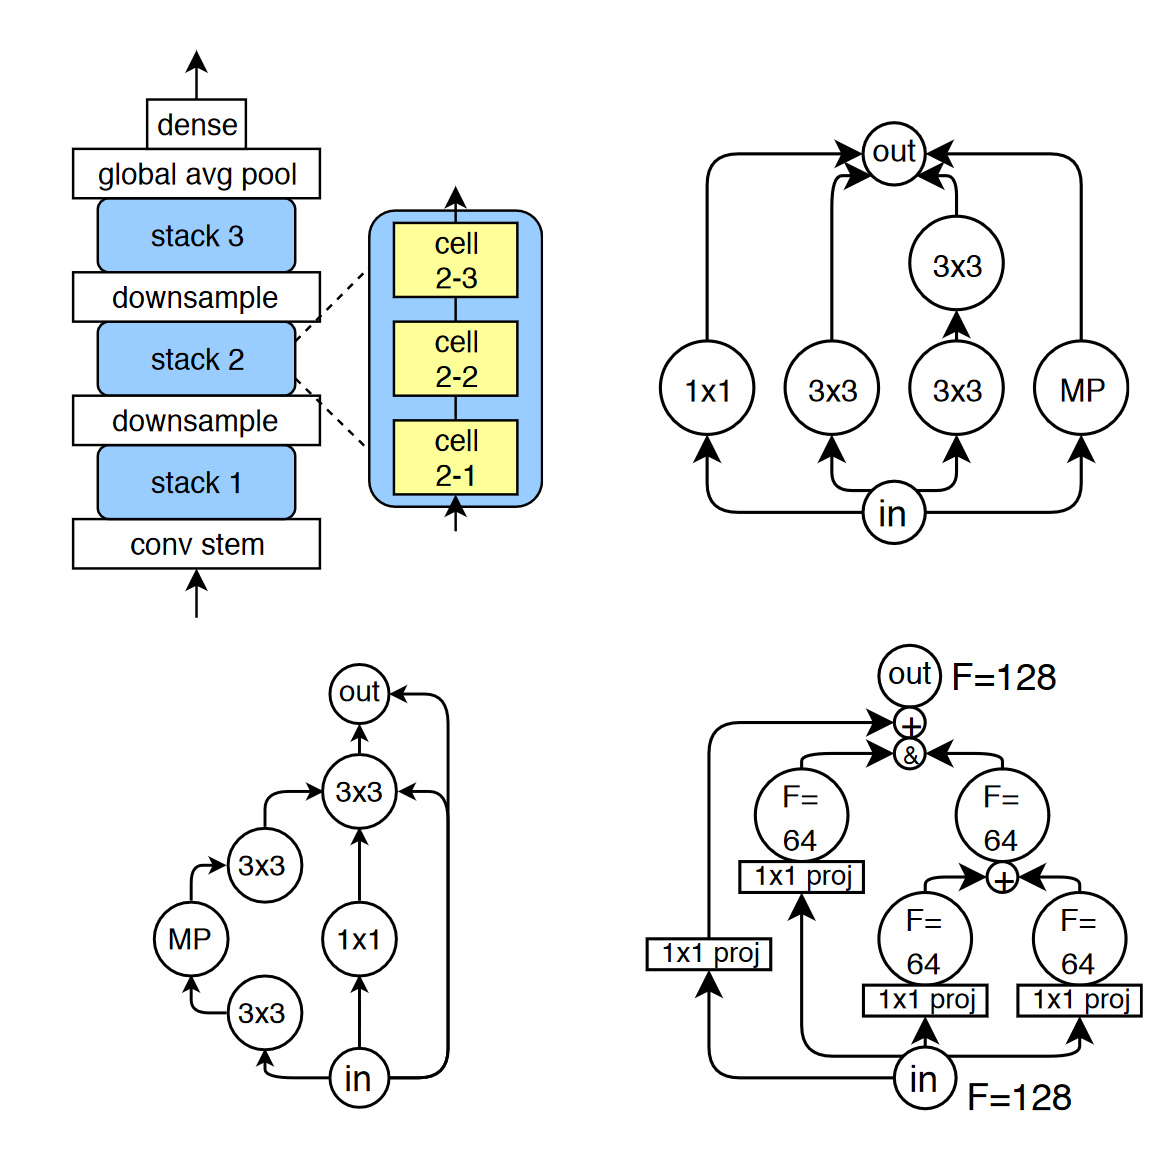 dense
global avg pool
stack 3
downsample
stack 2
downsample
stack 1
conv stem
cell
2-3
cell
2-2
cell
2-1
out
3x3
1x1
3x3
3x3
MP
in
out
3x3
3x3
MP
1x1
3x3
in
out F=128
+
&
F=
64
F=
64
1x1 proj
+
F=
64
F=
64
1x1 proj
1x1 proj
1x1 proj
in
F=128